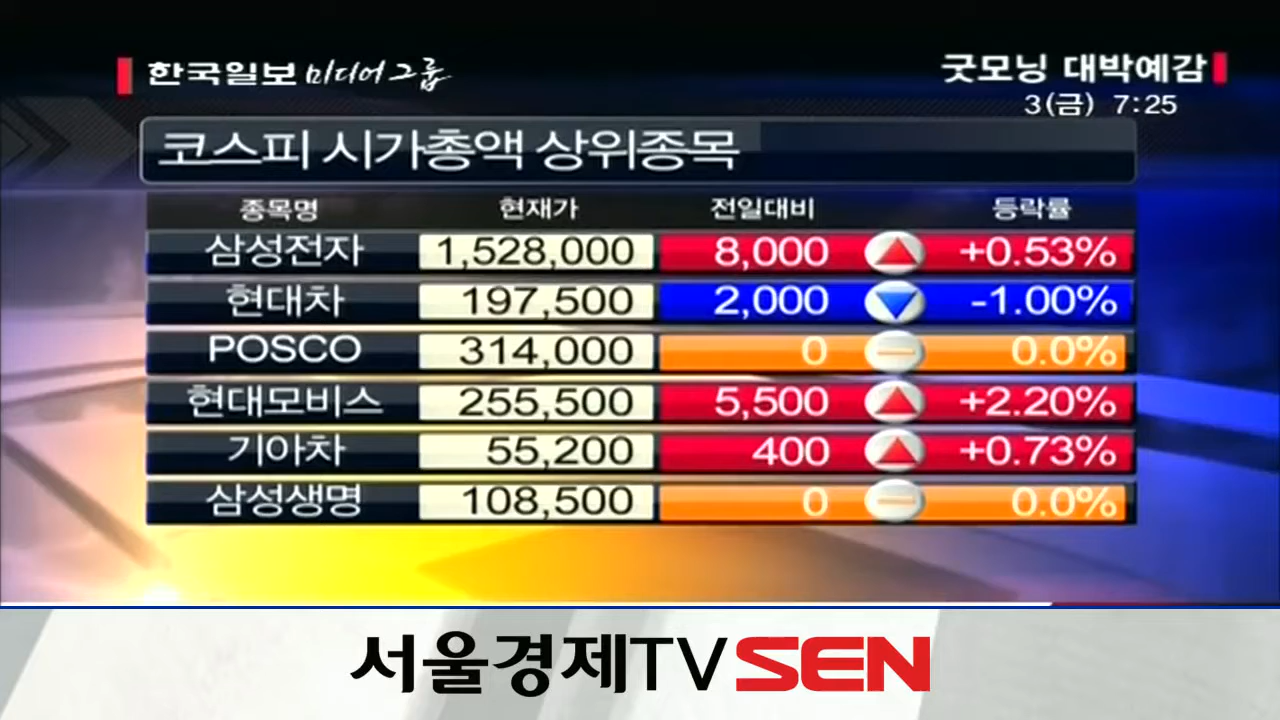 한국일보 미디어그룹
굿모닝 대박예감
3(금) 7:25
코스피 시가총액 상위종목
종목명 현재가 전일대비 등락률
삼성전자 1,528,000 8,000 +0.53%
현대차 197,500 2,000 -1.00%
POSCO 314,000 0 0.0%
현대모비스 255,500 5,500 +2.20%
기아차 55,200 400 +0.73%
삼성생명 108,500 0 0.0%
서울경제TV SEN